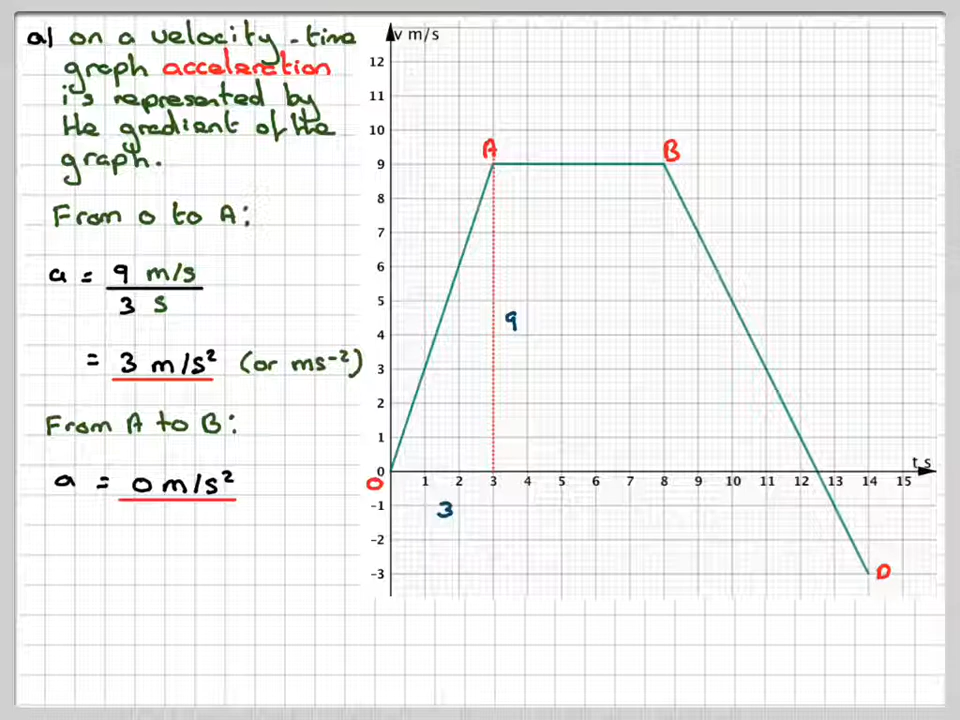 a) on a velocity-time
graph acceleration
is represented by
the gradient of the
graph.
From O to A:
a = 9 m/s
3 s
= 3 m/s² (or ms⁻²)
From A to B:
a = 0 m/s²
v m/s
12
11
10
9
8
7
6
5
4
3
2
1
0
-1
-2
-3
A
B
9
t s
O
1 2 3 4 5 6 7 8 9 10 11 12 13 14 15
3
D